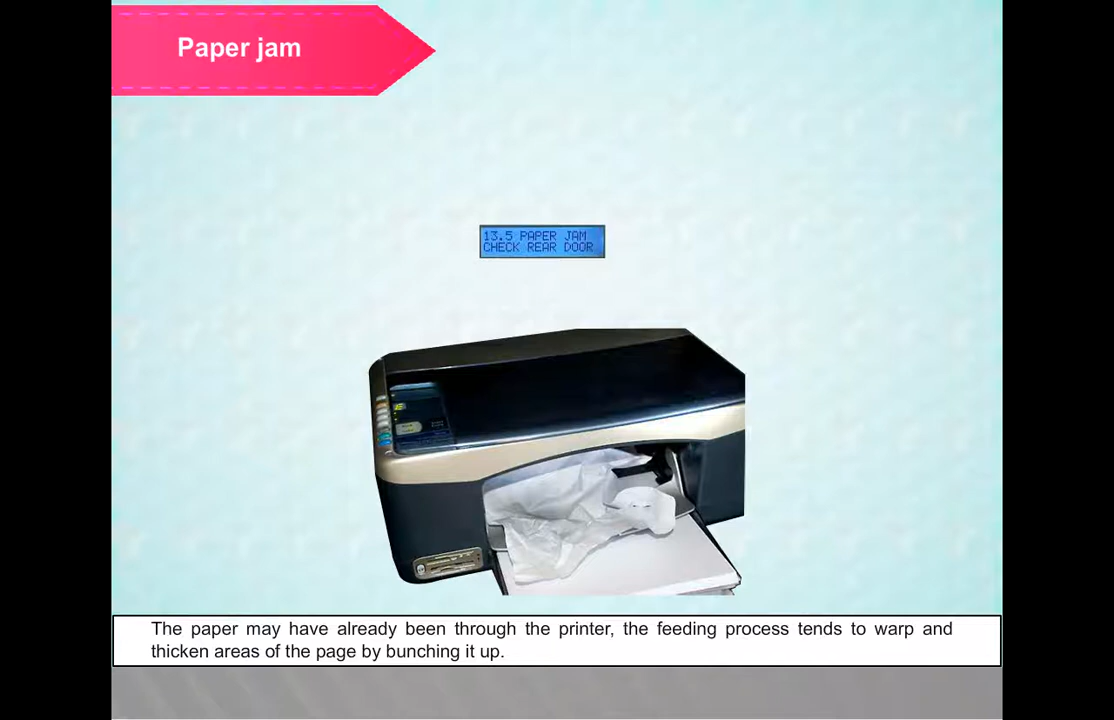 Paper jam
13.5 PAPER JAM
CHECK REAR DOOR
The paper may have already been through the printer, the feeding process tends to warp and
thicken areas of the page by bunching it up.